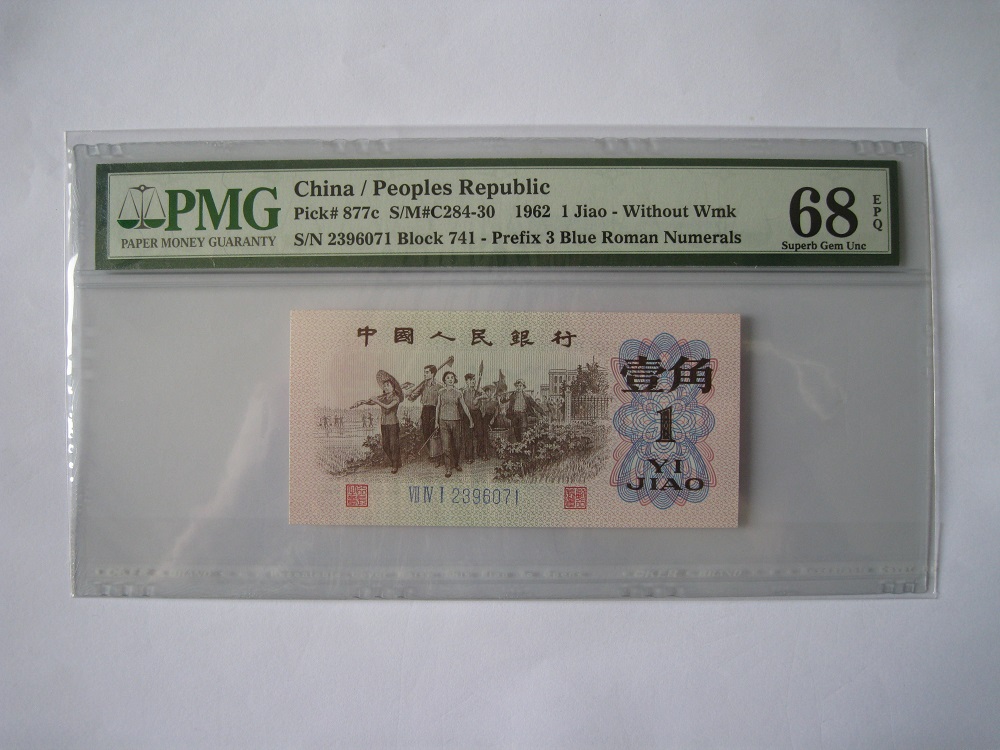 PMG
PAPER MONEY GUARANTY
China / Peoples Republic
Pick# 877c S/M#C284-30 1962 1 Jiao - Without Wmk
S/N 2396071 Block 741 - Prefix 3 Blue Roman Numerals
68
EPQ
Superb Gem Unc
中國人民銀行
壹角
1
YI
JIAO
VII IV I 2396071